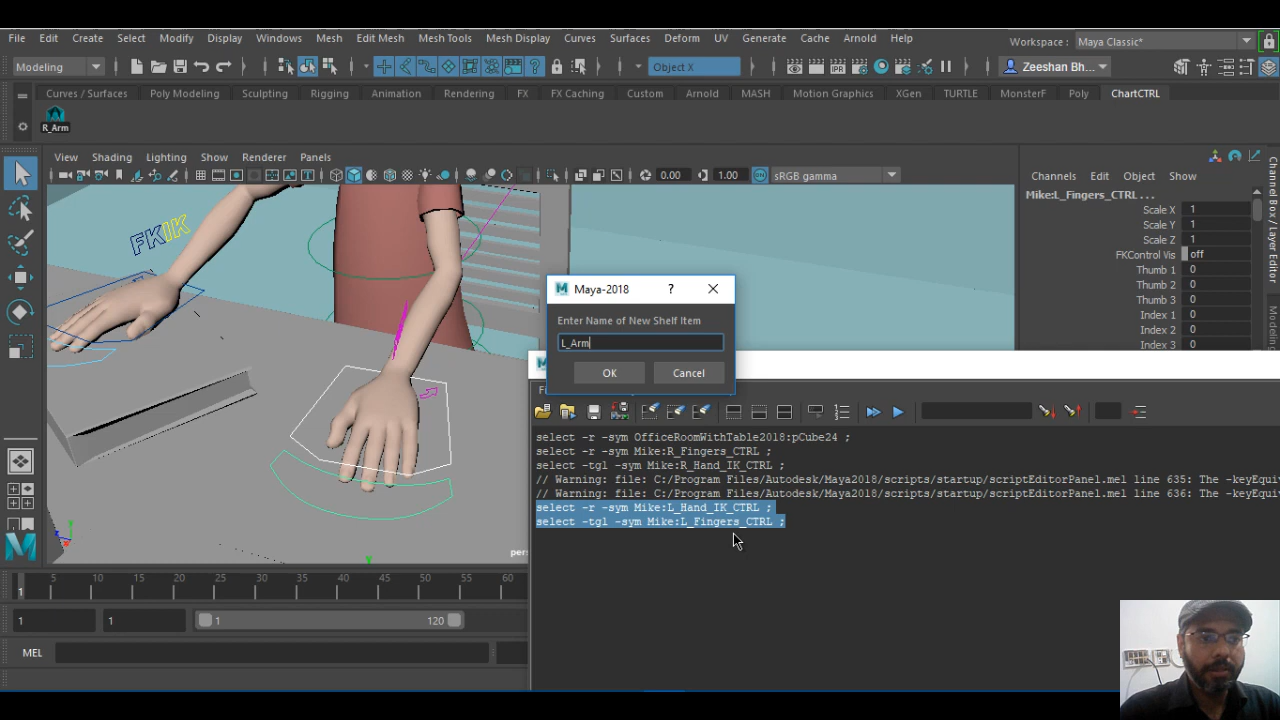 File Edit Create Select Modify Display Windows Mesh Edit Mesh Mesh Tools Mesh Display Curves Surfaces Deform UV Generate Cache Arnold Help Workspace : Maya Classic*
Modeling Object X Zeeshan Bh...
Curves / Surfaces Poly Modeling Sculpting Rigging Animation Rendering FX FX Caching Custom Arnold MASH Motion Graphics XGen TURTLE MonsterF Poly ChartCTRL
R_Arm
View Shading Lighting Show Renderer Panels
0.00 1.00 ON sRGB gamma
Channels Edit Object Show
Mike:L_Fingers_CTRL . . .
Scale X 1
Scale Y 1
Scale Z 1
FKControl Vis off
Thumb 1 0
Thumb 2 0
Thumb 3 0
Index 1 0
Index 2 0
Index 3 0
Channel Box / Layer Editor
FKIK
Maya-2018 ?
Enter Name of New Shelf Item
L_Arm
OK Cancel
select -r -sym OfficeRoomWithTable2018:pCube24 ;
select -r -sym Mike:R_Fingers_CTRL ;
select -tgl -sym Mike:R_Hand_IK_CTRL ;
// Warning: file: C:/Program Files/Autodesk/Maya2018/scripts/startup/scriptEditorPanel.mel line 635: The -keyEqui
// Warning: file: C:/Program Files/Autodesk/Maya2018/scripts/startup/scriptEditorPanel.mel line 636: The -keyEqui
select -r -sym Mike:L_Hand_IK_CTRL ;
select -tgl -sym Mike:L_Fingers_CTRL ;
pers
1 5 10 15 20 25 30 35 40 45 50 55 60
1 1 1 120
MEL